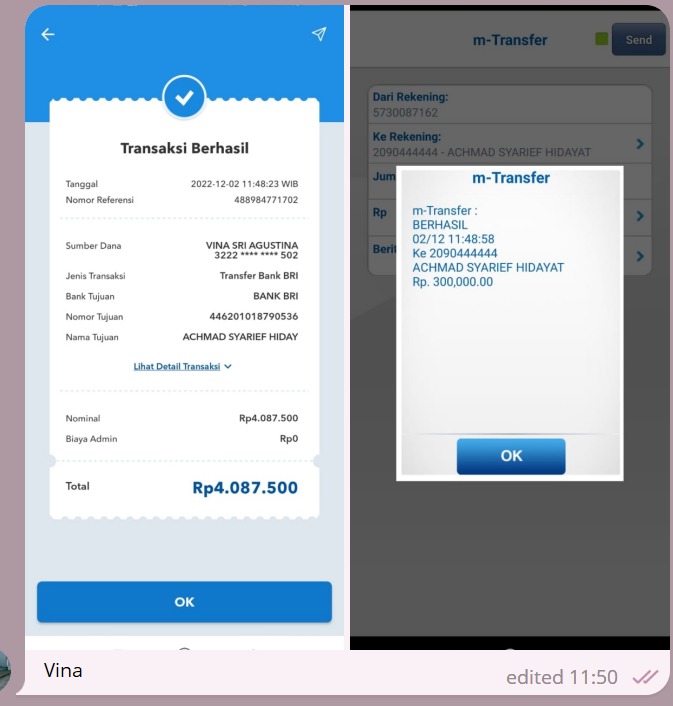 Transaksi Berhasil
Tanggal 2022-12-02 11:48:23 WIB
Nomor Referensi 488984771702
Sumber Dana VINA SRI AGUSTINA
3222 **** **** 502
Jenis Transaksi Transfer Bank BRI
Bank Tujuan BANK BRI
Nomor Tujuan 446201018790536
Nama Tujuan ACHMAD SYARIEF HIDAY
Lihat Detail Transaksi
Nominal Rp4.087.500
Biaya Admin Rp0
Total Rp4.087.500
OK
m-Transfer Send
Dari Rekening:
5730087162
Ke Rekening:
2090444444 - ACHMAD SYARIEF HIDAYAT
Jum
Rp
Berit
m-Transfer
m-Transfer :
BERHASIL
02/12 11:48:58
Ke 2090444444
ACHMAD SYARIEF HIDAYAT
Rp. 300,000.00
OK
Vina
edited 11:50